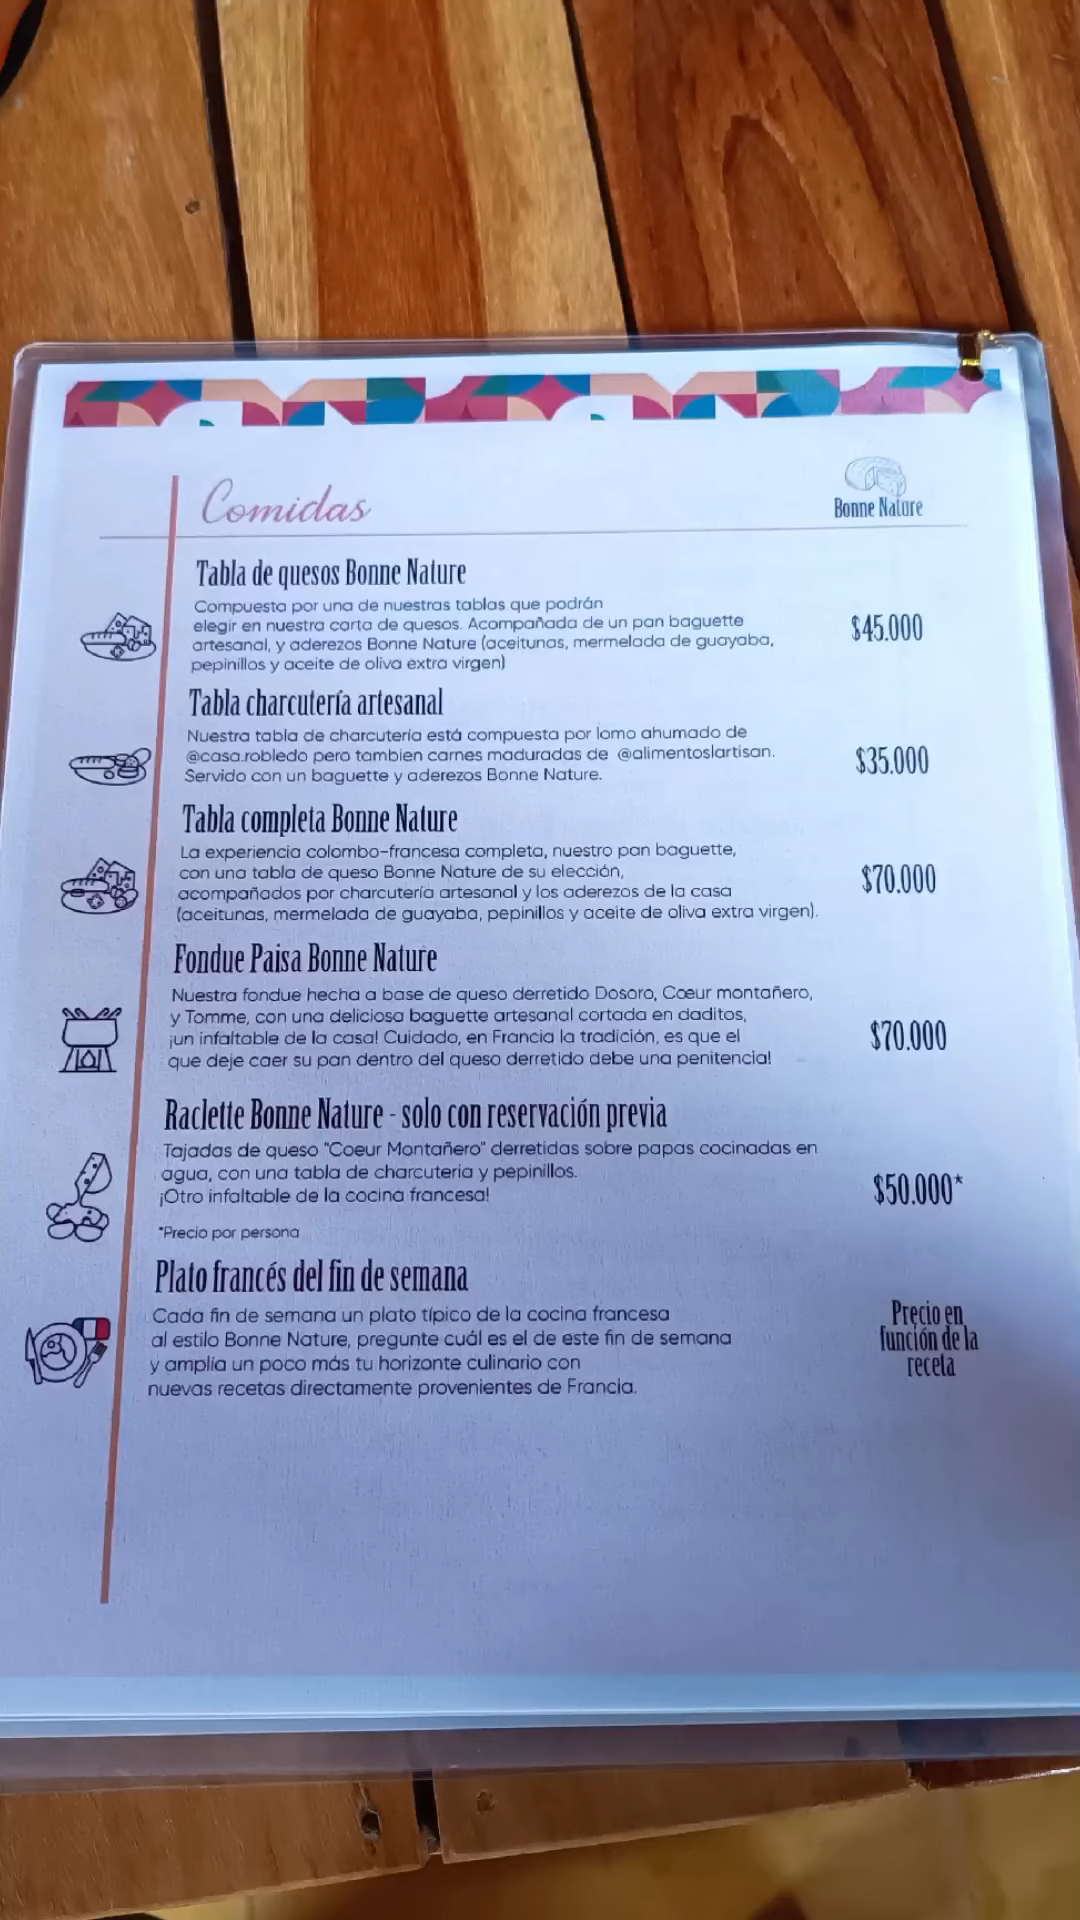 Comidas
Bonne Nature
Tabla de quesos Bonne Nature
Compuesta por una de nuestras tablas que podrán
elegir en nuestra carta de quesos. Acompañada de un pan baguette
artesanal, y aderezos Bonne Nature (aceitunas, mermelada de guayaba,
pepinillos y aceite de oliva extra virgen)
$45.000
Tabla charcutería artesanal
Nuestra tabla de charcutería está compuesta por lomo ahumado de
@casa.robledo pero tambien carnes maduradas de @alimentoslartisan.
Servido con un baguette y aderezos Bonne Nature.
$35.000
Tabla completa Bonne Nature
La experiencia colombo-francesa completa, nuestro pan baguette,
con una tabla de queso Bonne Nature de su elección,
acompañados por charcutería artesanal y los aderezos de la casa
(aceitunas, mermelada de guayaba, pepinillos y aceite de oliva extra virgen).
$70.000
Fondue Paisa Bonne Nature
Nuestra fondue hecha a base de queso derretido Dosoro, Cœur montañero,
y Tomme, con una deliciosa baguette artesanal cortada en daditos,
¡un infaltable de la casa! Cuidado, en Francia la tradición, es que el
que deje caer su pan dentro del queso derretido debe una penitencia!
$70.000
Raclette Bonne Nature - solo con reservación previa
Tajadas de queso "Coeur Montañero" derretidas sobre papas cocinadas en
agua, con una tabla de charcuteria y pepinillos.
¡Otro infaltable de la cocina francesa!
$50.000*
*Precio por persona
Plato francés del fin de semana
Cada fin de semana un plato típico de la cocina francesa
al estilo Bonne Nature, pregunte cuál es el de este fin de semana
y amplía un poco más tu horizonte culinario con
nuevas recetas directamente provenientes de Francia.
Precio en
función de la
receta